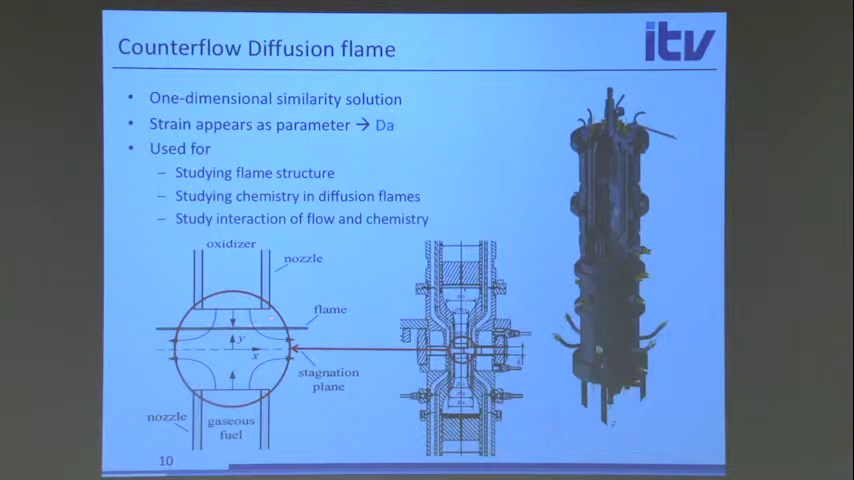 Counterflow Diffusion flame
itv
• One-dimensional similarity solution
• Strain appears as parameter → Da
• Used for
– Studying flame structure
– Studying chemistry in diffusion flames
– Study interaction of flow and chemistry
oxidizer
nozzle
flame
y
x
stagnation
plane
nozzle
gaseous
fuel
10